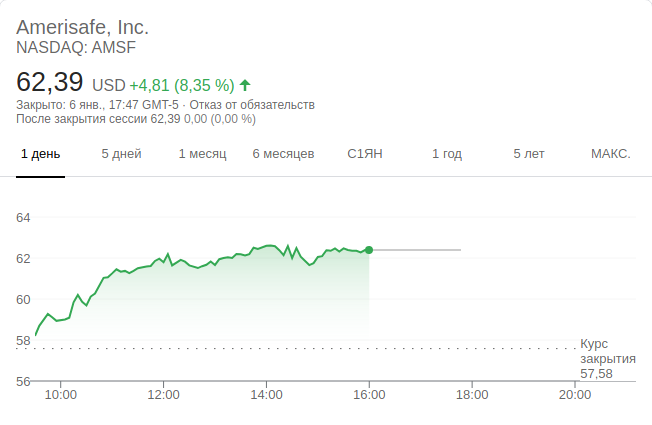 Amerisafe, Inc.
NASDAQ: AMSF
62,39 USD +4,81 (8,35 %)
Закрыто: 6 янв., 17:47 GMT-5 · Отказ от обязательств
После закрытия сессии 62,39 0,00 (0,00 %)
1 день 5 дней 1 месяц 6 месяцев С1ЯН 1 год 5 лет МАКС.
64
62
60
58
Курс
закрытия
57,58
56
10:00 12:00 14:00 16:00 18:00 20:00